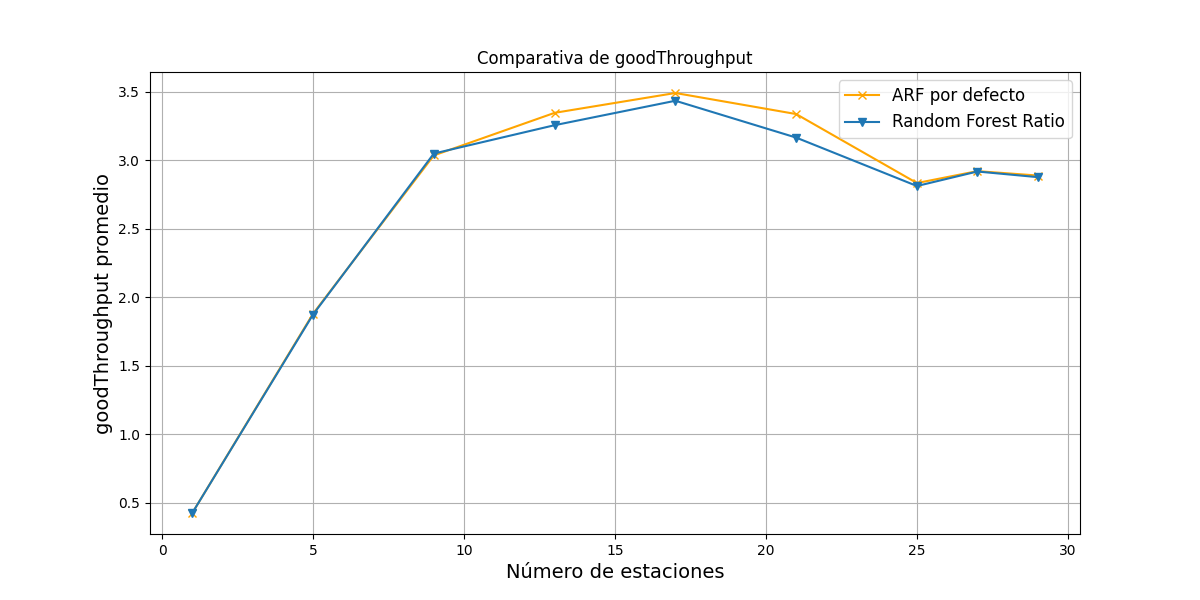 Comparativa de goodThroughput
ARF por defecto
Random Forest Ratio
goodThroughput promedio
3.5
3.0
2.5
2.0
1.5
1.0
0.5
0 5 10 15 20 25 30
Número de estaciones